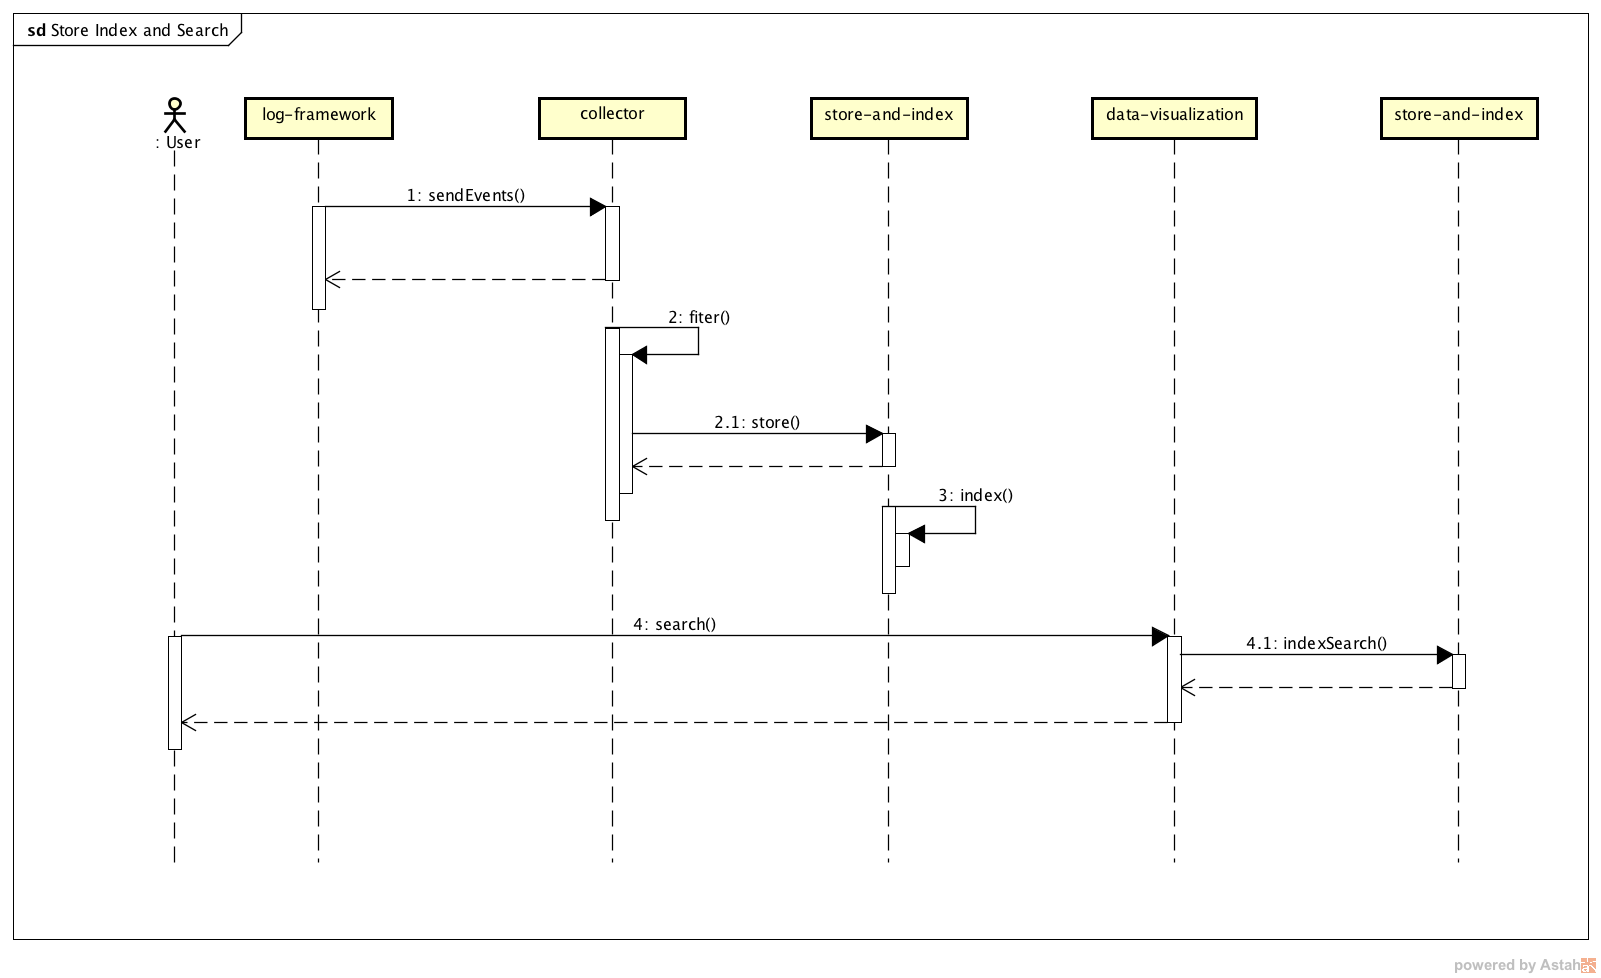 sd Store Index and Search
: User
log-framework
collector
store-and-index
data-visualization
store-and-index
1: sendEvents()
2: fiter()
2.1: store()
3: index()
4: search()
4.1: indexSearch()
powered by Astah